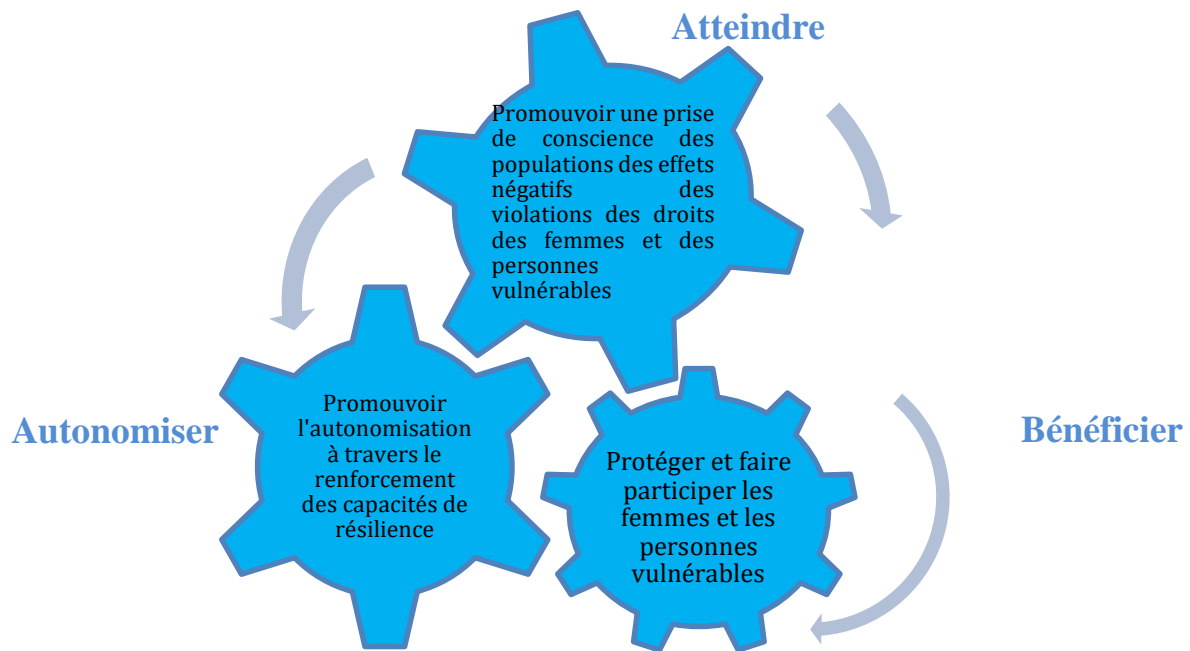 Atteindre
Promouvoir une prise
de conscience des
populations des effets
négatifs des
violations des droits
des femmes et des
personnes
vulnérables
Autonomiser
Promouvoir
l'autonomisation
à travers le
renforcement
des capacités de
résilience
Bénéficier
Protéger et faire
participer les
femmes et les
personnes
vulnérables